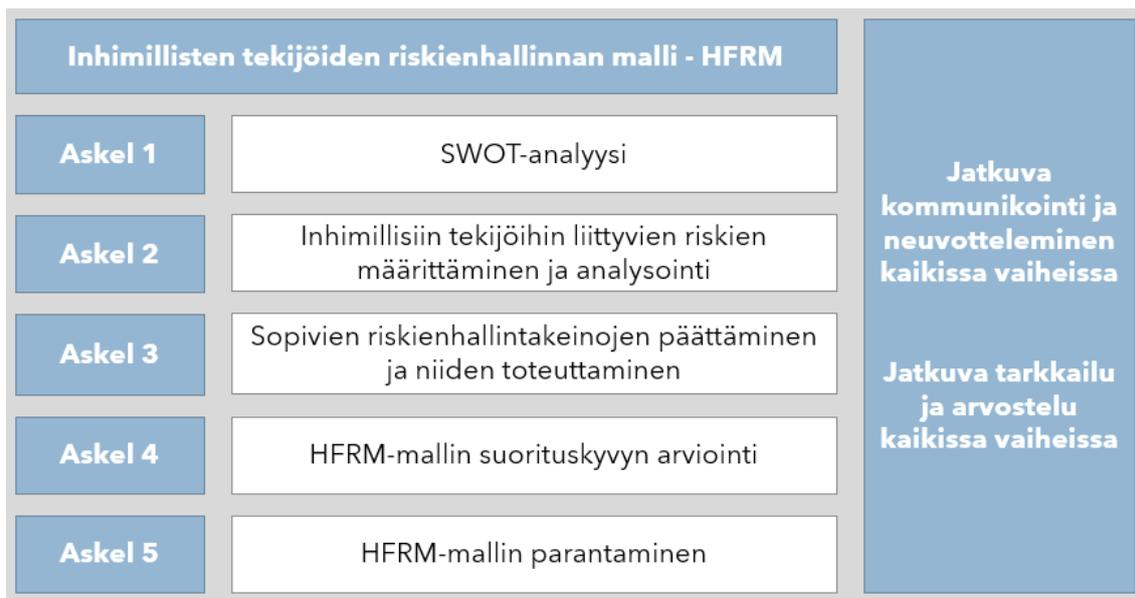 Inhimillisten tekijöiden riskienhallinnan malli - HFRM
Askel 1
SWOT-analyysi
Askel 2
Inhimillisiin tekijöihin liittyvien riskien
määrittäminen ja analysointi
Askel 3
Sopivien riskienhallintakeinojen päättäminen
ja niiden toteuttaminen
Askel 4
HFRM-mallin suorituskyvyn arviointi
Askel 5
HFRM-mallin parantaminen
Jatkuva
kommunikointi ja
neuvotteleminen
kaikissa vaiheissa
Jatkuva tarkkailu
ja arvostelu
kaikissa vaiheissa